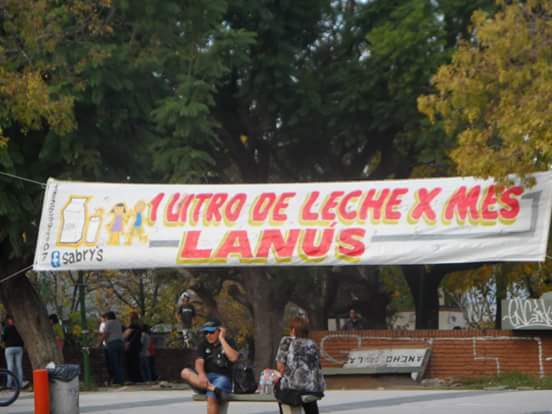 1 LITRO DE LECHE X MES
LANÚS
sabry's